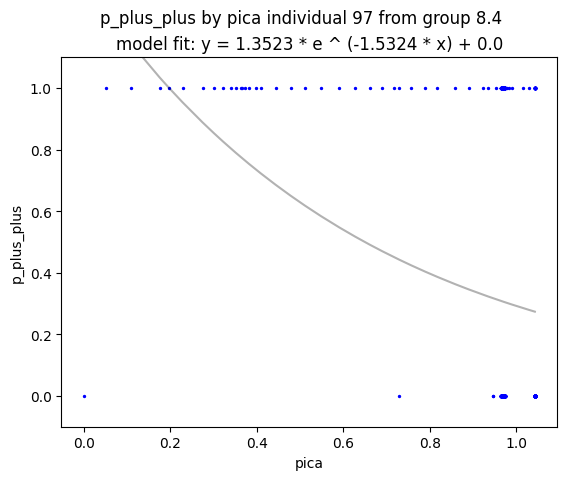 p_plus_plus by pica individual 97 from group 8.4
model fit: y = 1.3523 * e ^ (-1.5324 * x) + 0.0
1.0
0.8
0.6
0.4
0.2
0.0
p_plus_plus
0.0 0.2 0.4 0.6 0.8 1.0
pica